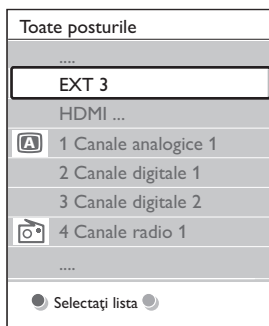 Toate posturile
....
EXT 3
HDMI ...
A 1 Canale analogice 1
2 Canale digitale 1
3 Canale digitale 2
4 Canale radio 1
....
Selectaţi lista